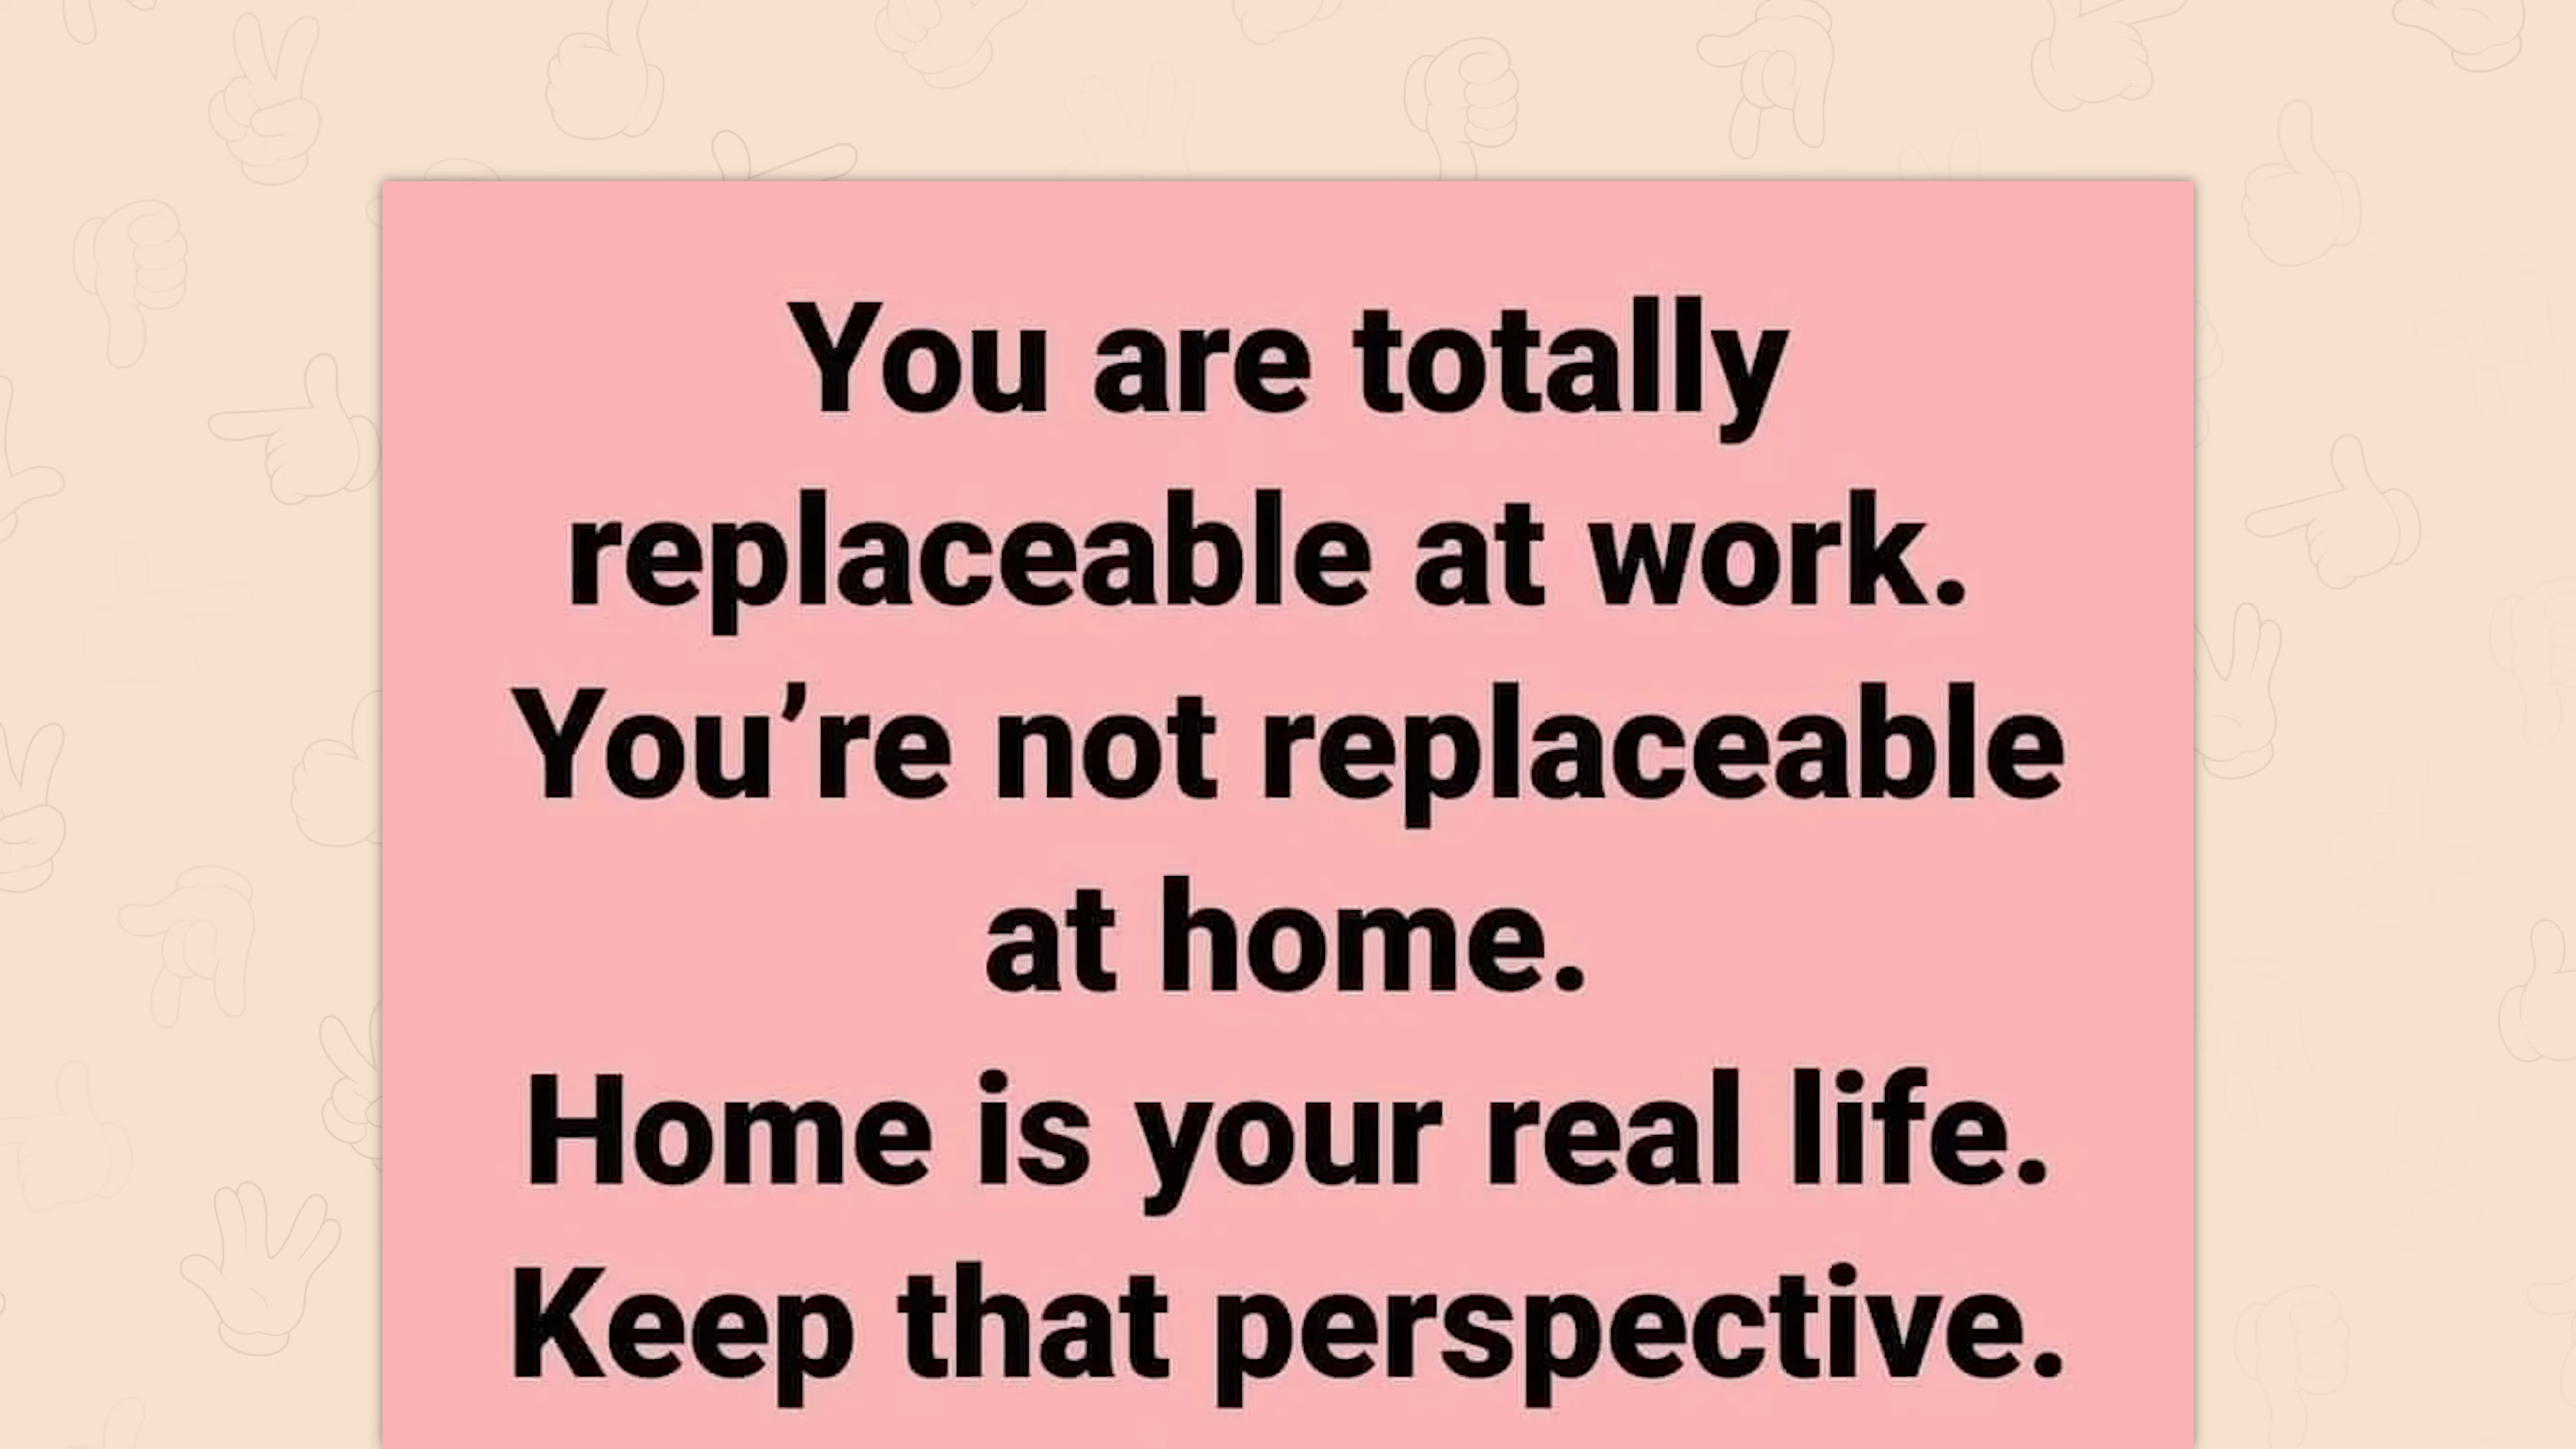 You are totally
replaceable at work.
You’re not replaceable
at home.
Home is your real life.
Keep that perspective.